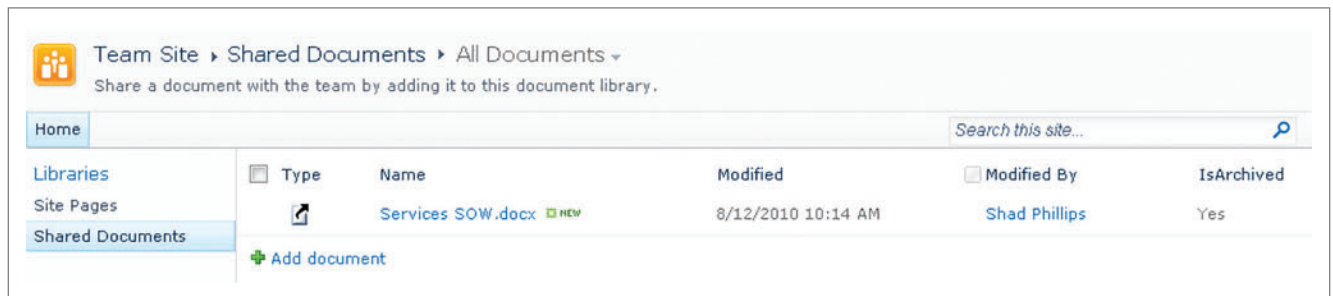 Team Site ▸ Shared Documents ▸ All Documents
Share a document with the team by adding it to this document library.
Home
Search this site...
Libraries
Site Pages
Shared Documents
Type Name Modified Modified By IsArchived
Services SOW.docx NEW 8/12/2010 10:14 AM Shad Phillips Yes
Add document